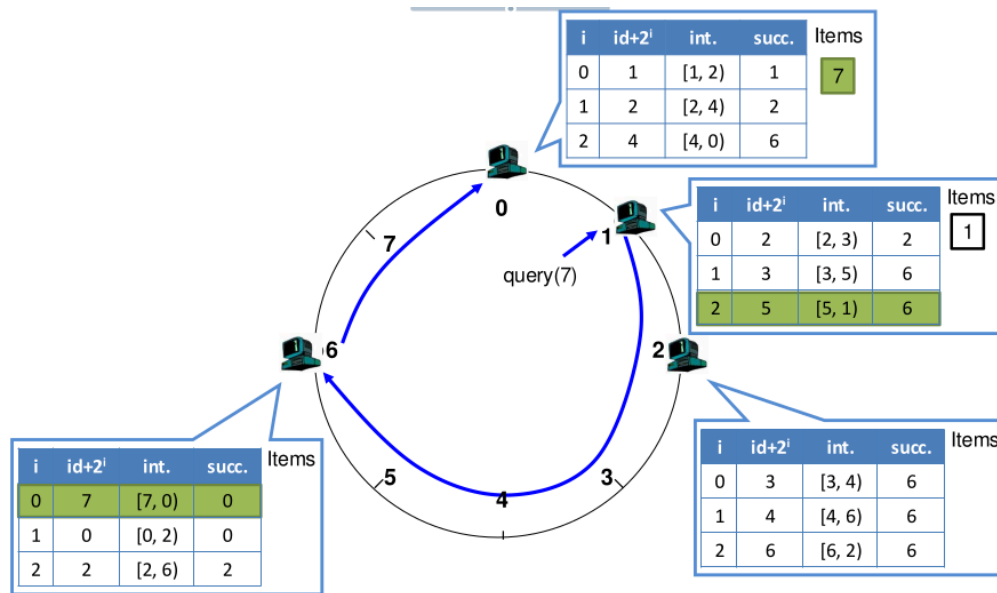 i id+2ⁱ int. succ. Items
0 1 [1, 2) 1 7
1 2 [2, 4) 2
2 4 [4, 0) 6
i id+2ⁱ int. succ. Items
0 2 [2, 3) 2 1
1 3 [3, 5) 6
2 5 [5, 1) 6
0
7
1
query(7)
6
2
5
4
3
i id+2ⁱ int. succ. Items
0 7 [7, 0) 0
1 0 [0, 2) 0
2 2 [2, 6) 2
i id+2ⁱ int. succ. Items
0 3 [3, 4) 6
1 4 [4, 6) 6
2 6 [6, 2) 6